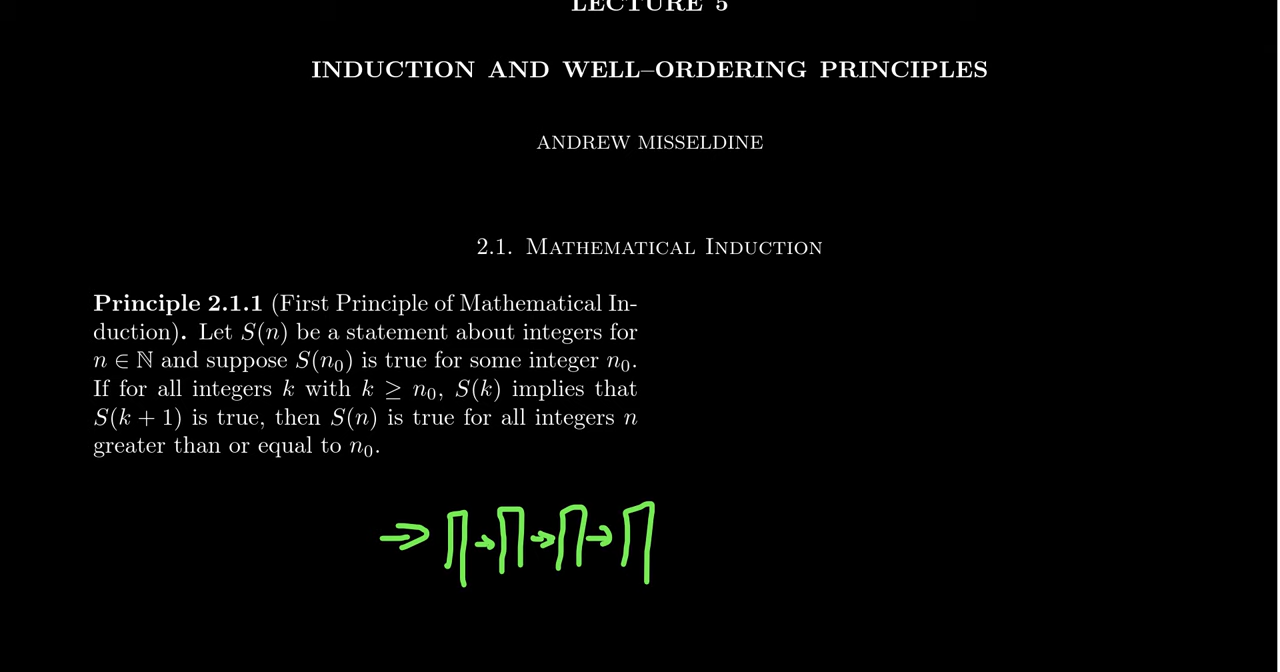 LECTURE 5
INDUCTION AND WELL–ORDERING PRINCIPLES
ANDREW MISSELDINE
2.1. MATHEMATICAL INDUCTION
Principle 2.1.1 (First Principle of Mathematical In-
duction). Let S(n) be a statement about integers for
n ∈ ℕ and suppose S(n₀) is true for some integer n₀.
If for all integers k with k ≥ n₀, S(k) implies that
S(k + 1) is true, then S(n) is true for all integers n
greater than or equal to n₀.